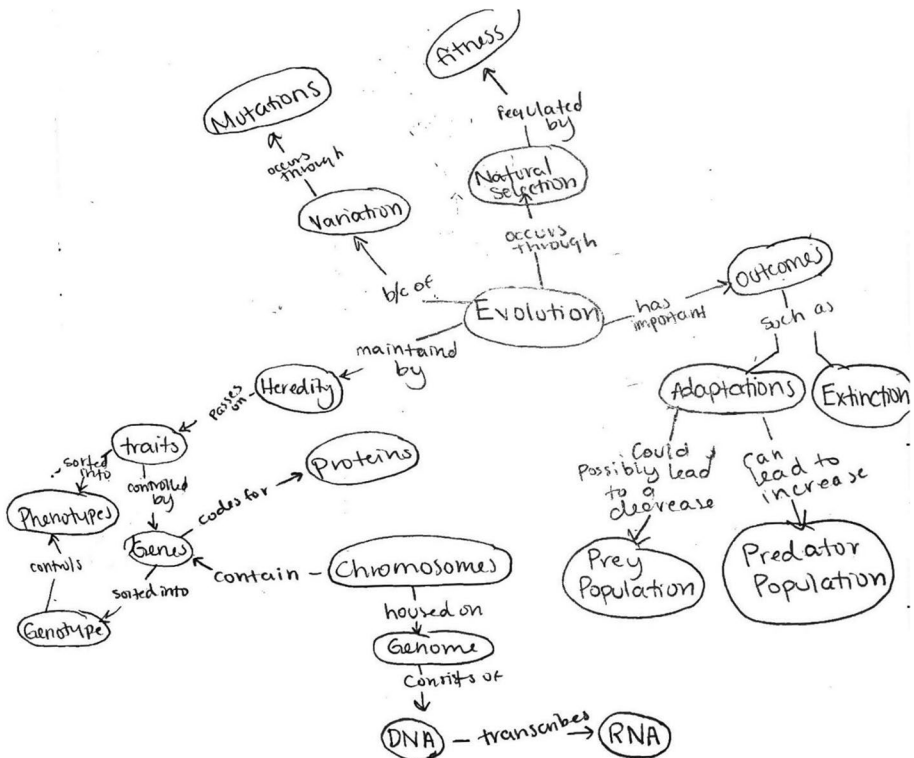 fitness
Mutations
regulated
by
occurs
through
Natural
selection
Variation
occurs
through
Outcomes
b/c of
Evolution
has
important
such as
maintaind
by
Heredity
Adaptations
Extinction
Passes
on
traits
Proteins
sorted
into
controlled
by
codes for
Could
Possibly lead
to a
decrease
can
lead to
increase
Phenotypes
Genes
contain
Chromosomes
Prey
Population
Predator
Population
controls
sorted into
housed on
Genotype
Genome
Consits of
DNA
transcribes
RNA